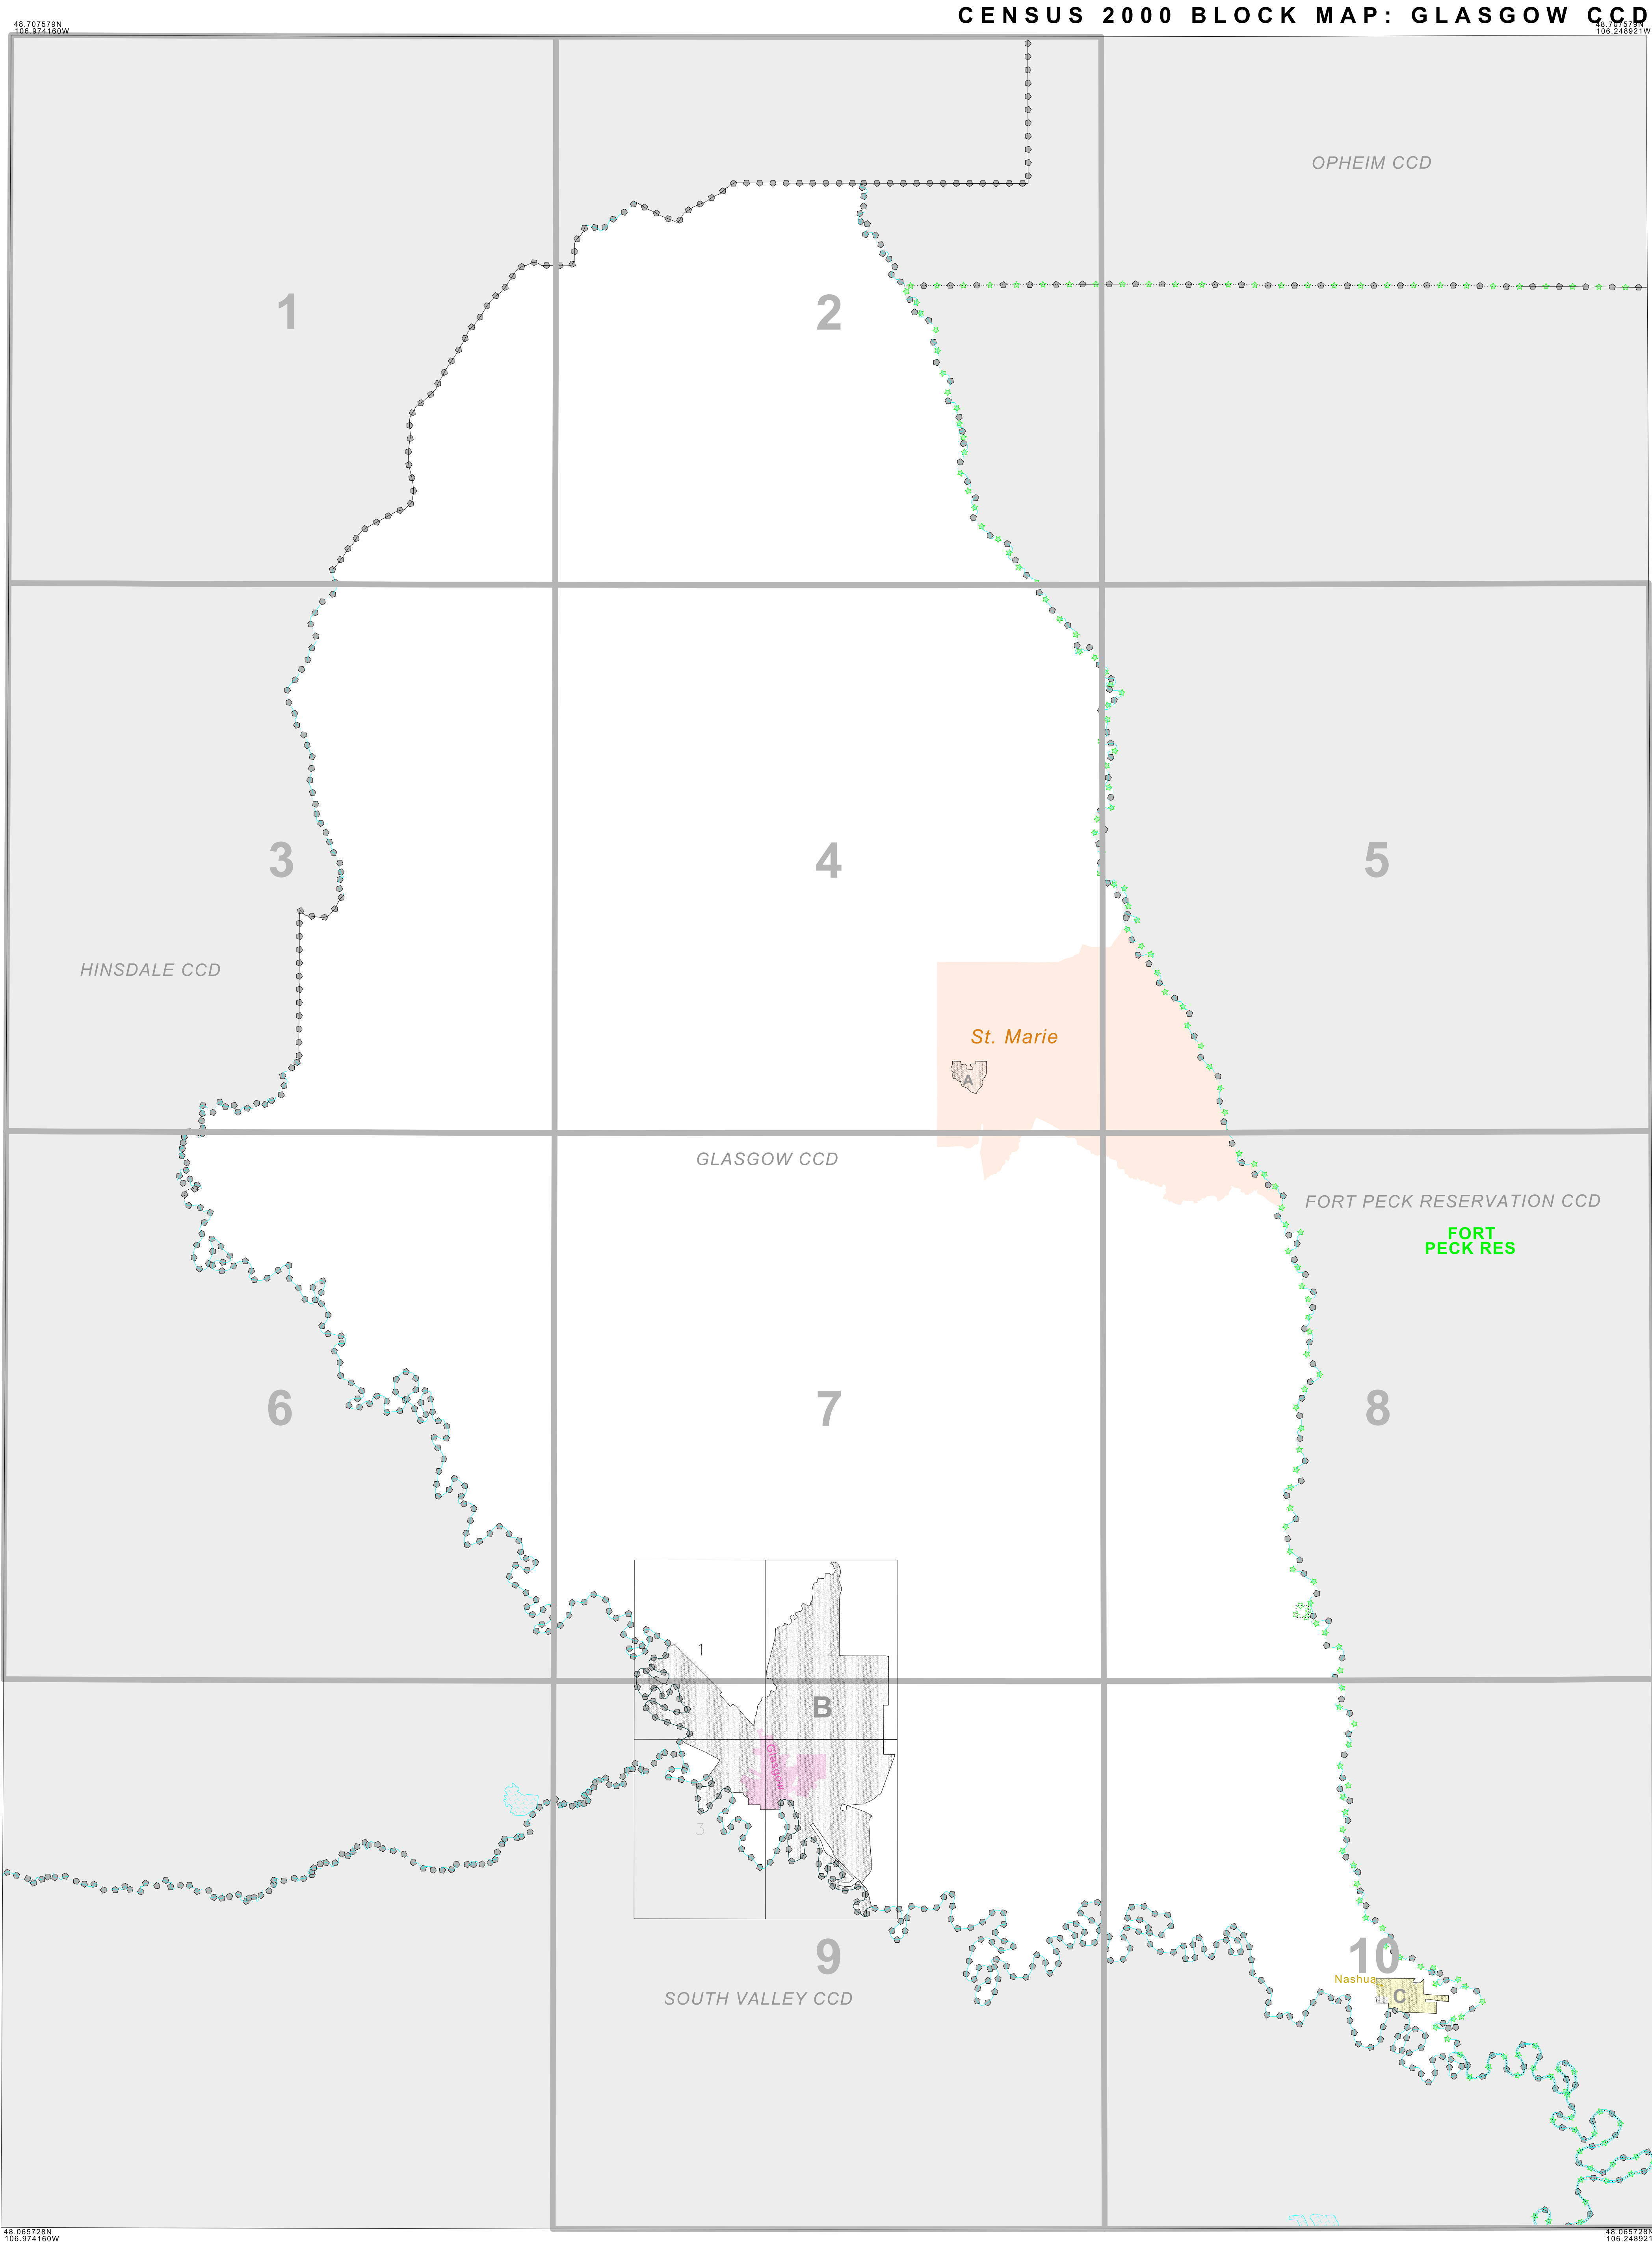 CENSUS 2000 BLOCK MAP: GLASGOW CCD
48.707579N
106.974160W
48.707579N
106.248921W
OPHEIM CCD
1
2
3
4
5
HINSDALE CCD
St. Marie
A
GLASGOW CCD
FORT PECK RESERVATION CCD
FORT
PECK RES
6
7
8
1
2
B
Glasgow
3
4
9
10
Nashua
C
SOUTH VALLEY CCD
48.065728N
106.974160W
48.065728N
106.248921